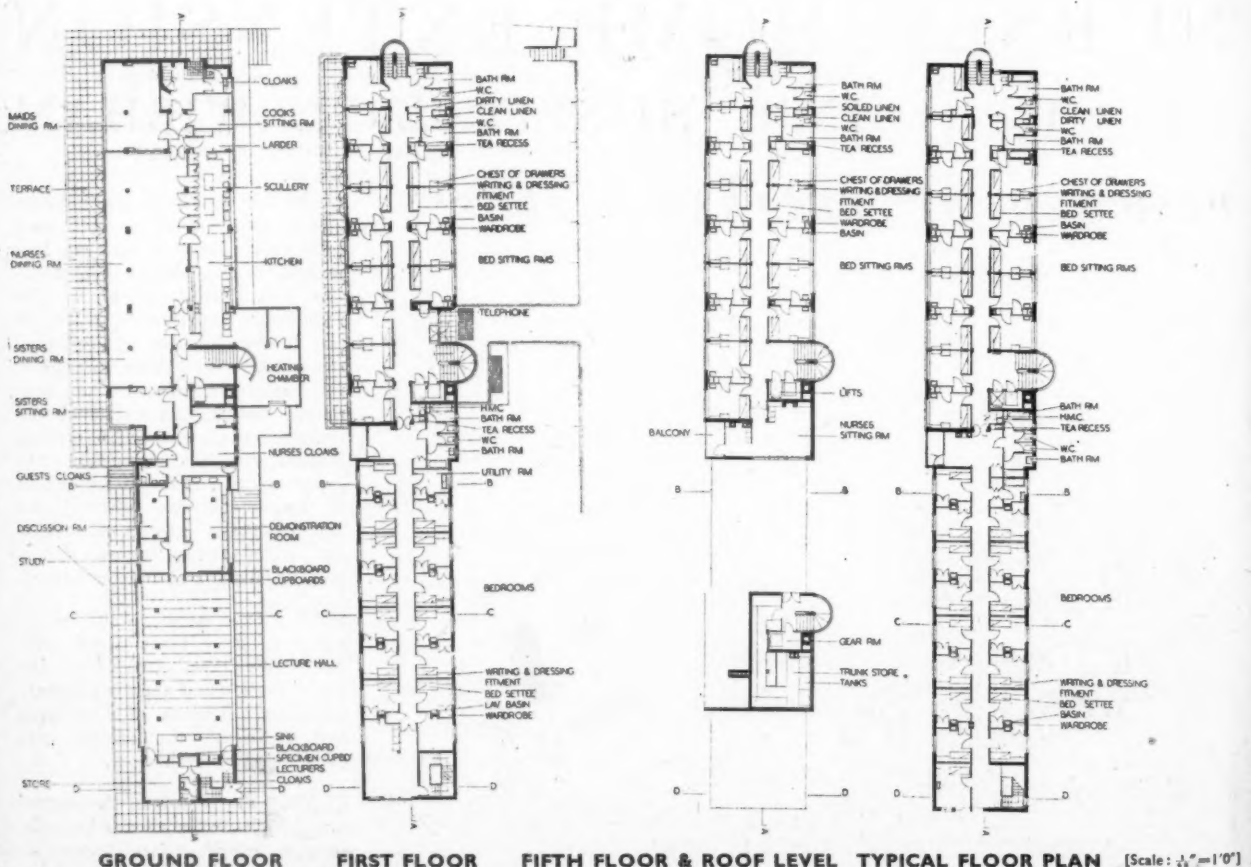 A
MAIDS
DINING RM
TERRACE
NURSES
DINING RM
SISTERS
DINING RM
SISTERS
SITTING RM
GUESTS CLOAKS
B
DISCUSSION RM
STUDY
C
STORE
D
CLOAKS
COOKS
SITTING RM
LARDER
SCULLERY
KITCHEN
HEATING
CHAMBER
NURSES CLOAKS
B
DEMONSTRATION
ROOM
BLACKBOARD
CUPBOARDS
C
LECTURE HALL
SINK
BLACKBOARD
SPECIMEN CUPBD'
LECTURERS
CLOAKS
D
A
GROUND FLOOR
A
BATH RM
W.C.
DIRTY LINEN
CLEAN LINEN
W.C.
BATH RM
TEA RECESS
CHEST OF DRAWERS
WRITING & DRESSING
FITMENT
BED SETTEE
BASIN
WARDROBE
BED SITTING RMS
TELEPHONE
H.M.C.
BATH RM
TEA RECESS
W.C.
BATH RM
UTILITY RM
B
B
BEDROOMS
C
C
WRITING & DRESSING
FITMENT
BED SETTEE
LAV BASIN
WARDROBE
D
D
A
FIRST FLOOR
A
BATH RM
W.C.
SOILED LINEN
CLEAN LINEN
W.C.
BATH RM
TEA RECESS
CHEST OF DRAWERS
WRITING & DRESSING
FITMENT
BED SETTEE
WARDROBE
BASIN
BED SITTING RMS
LIFTS
NURSES
SITTING RM
BALCONY
B
B
C
C
GEAR RM
TRUNK STORE
TANKS
D
D
A
FIFTH FLOOR & ROOF LEVEL
A
BATH RM
W.C.
CLEAN LINEN
DIRTY LINEN
W.C.
BATH RM
TEA RECESS
CHEST OF DRAWERS
WRITING & DRESSING
FITMENT
BED SETTEE
BASIN
WARDROBE
BED SITTING RMS
BATH RM
H.M.C.
TEA RECESS
W.C.
BATH RM
B
B
BEDROOMS
C
C
WRITING & DRESSING
FITMENT
BED SETTEE
BASIN
WARDROBE
D
D
A
TYPICAL FLOOR PLAN
[Scale: 1/16"=1'0"]